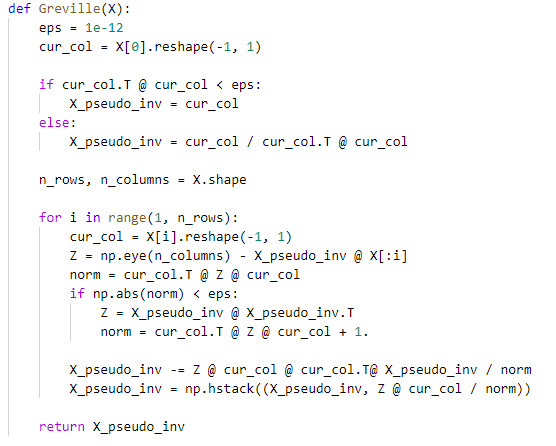 def Greville(X):
    eps = 1e-12
    cur_col = X[0].reshape(-1, 1)

    if cur_col.T @ cur_col < eps:
        X_pseudo_inv = cur_col
    else:
        X_pseudo_inv = cur_col / cur_col.T @ cur_col

    n_rows, n_columns = X.shape

    for i in range(1, n_rows):
        cur_col = X[i].reshape(-1, 1)
        Z = np.eye(n_columns) - X_pseudo_inv @ X[:i]
        norm = cur_col.T @ Z @ cur_col
        if np.abs(norm) < eps:
            Z = X_pseudo_inv @ X_pseudo_inv.T
            norm = cur_col.T @ Z @ cur_col + 1.

        X_pseudo_inv -= Z @ cur_col @ cur_col.T@ X_pseudo_inv / norm
        X_pseudo_inv = np.hstack((X_pseudo_inv, Z @ cur_col / norm))

    return X_pseudo_inv